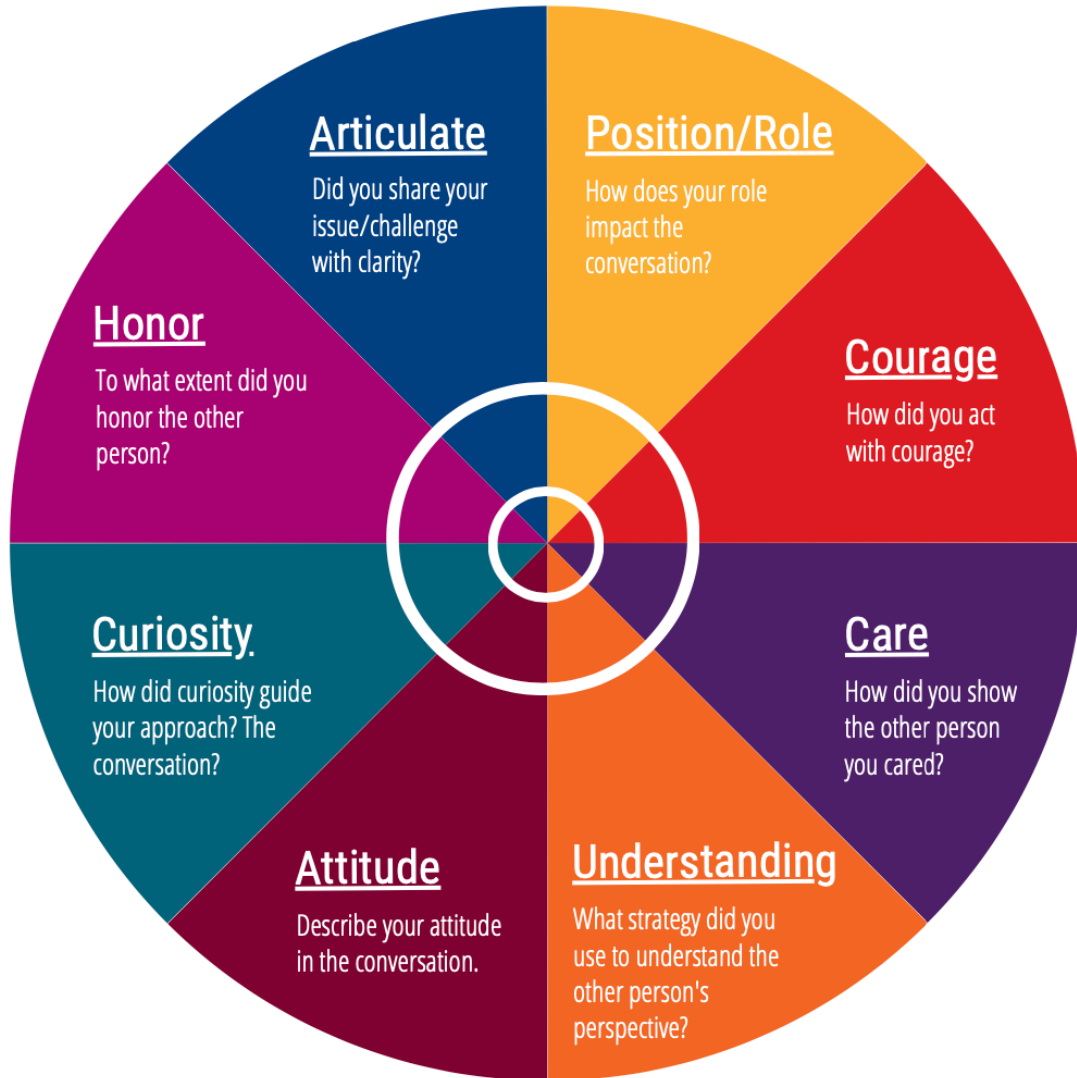 Articulate
Did you share your
issue/challenge
with clarity?
Position/Role
How does your role
impact the
conversation?
Courage
How did you act
with courage?
Care
How did you show
the other person
you cared?
Understanding
What strategy did you
use to understand the
other person's
perspective?
Attitude
Describe your attitude
in the conversation.
Curiosity
How did curiosity guide
your approach? The
conversation?
Honor
To what extent did you
honor the other
person?